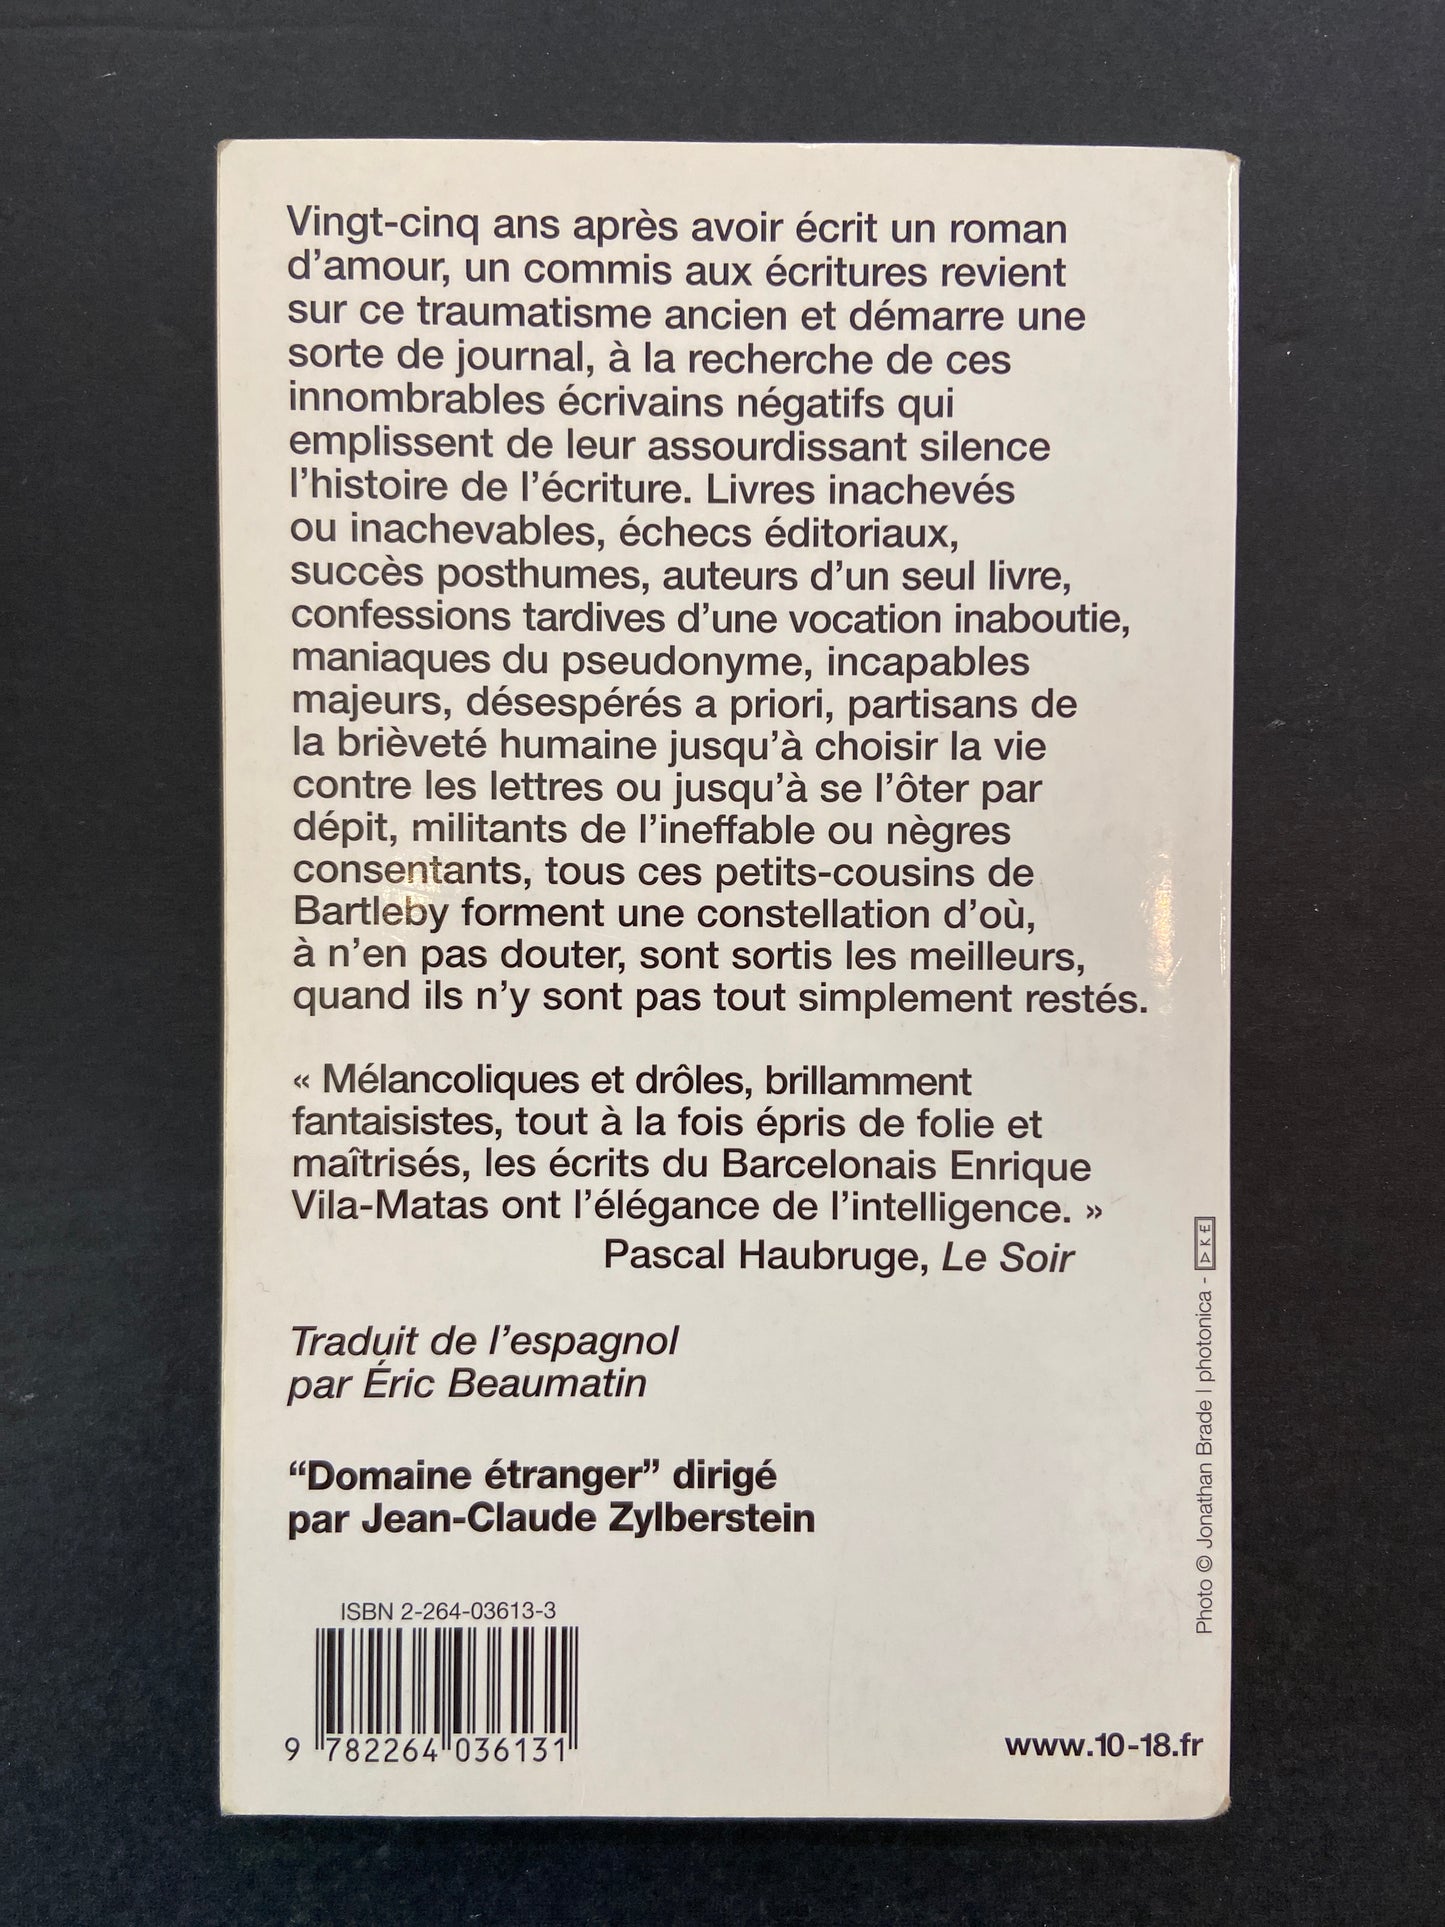 Vingt-cinq ans après avoir écrit un roman
d’amour, un commis aux écritures revient
sur ce traumatisme ancien et démarre une
sorte de journal, à la recherche de ces
innombrables écrivains négatifs qui
emplissent de leur assourdissant silence
l’histoire de l’écriture. Livres inachevés
ou inachevables, échecs éditoriaux,
succès posthumes, auteurs d’un seul livre,
confessions tardives d’une vocation inaboutie,
maniaques du pseudonyme, incapables
majeurs, désespérés a priori, partisans de
la brièveté humaine jusqu’à choisir la vie
contre les lettres ou jusqu’à se l’ôter par
dépit, militants de l’ineffable ou nègres
consentants, tous ces petits-cousins de
Bartleby forment une constellation d’où,
à n’en pas douter, sont sortis les meilleurs,
quand ils n’y sont pas tout simplement restés.
« Mélancoliques et drôles, brillamment
fantaisistes, tout à la fois épris de folie et
maîtrisés, les écrits du Barcelonais Enrique
Vila-Matas ont l’élégance de l’intelligence. »
Pascal Haubruge, Le Soir
Traduit de l’espagnol
par Éric Beaumatin
“Domaine étranger” dirigé
par Jean-Claude Zylberstein
ISBN 2-264-03613-3
9 782264 036131
www.10-18.fr
Photo © Jonathan Brade | photonica -